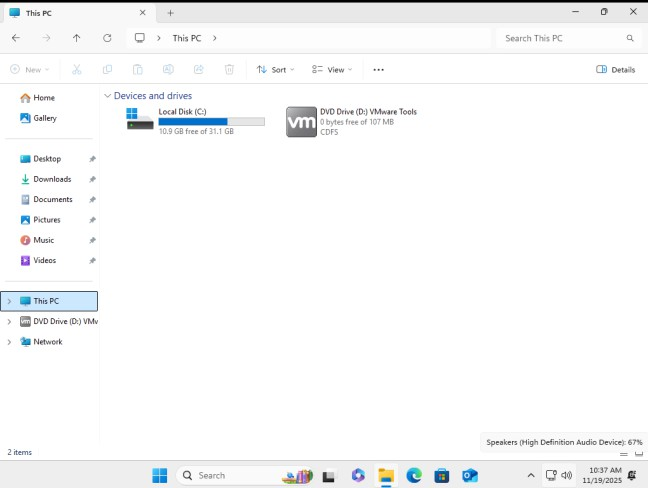 This PC
This PC
Search This PC
New
Sort
View
Details
Home
Gallery
Desktop
Downloads
Documents
Pictures
Music
Videos
This PC
DVD Drive (D:) VMw
Network
Devices and drives
Local Disk (C:)
10.9 GB free of 31.1 GB
vm
DVD Drive (D:) VMware Tools
0 bytes free of 107 MB
CDFS
Speakers (High Definition Audio Device): 67%
2 items
Search
10:37 AM
11/19/2025